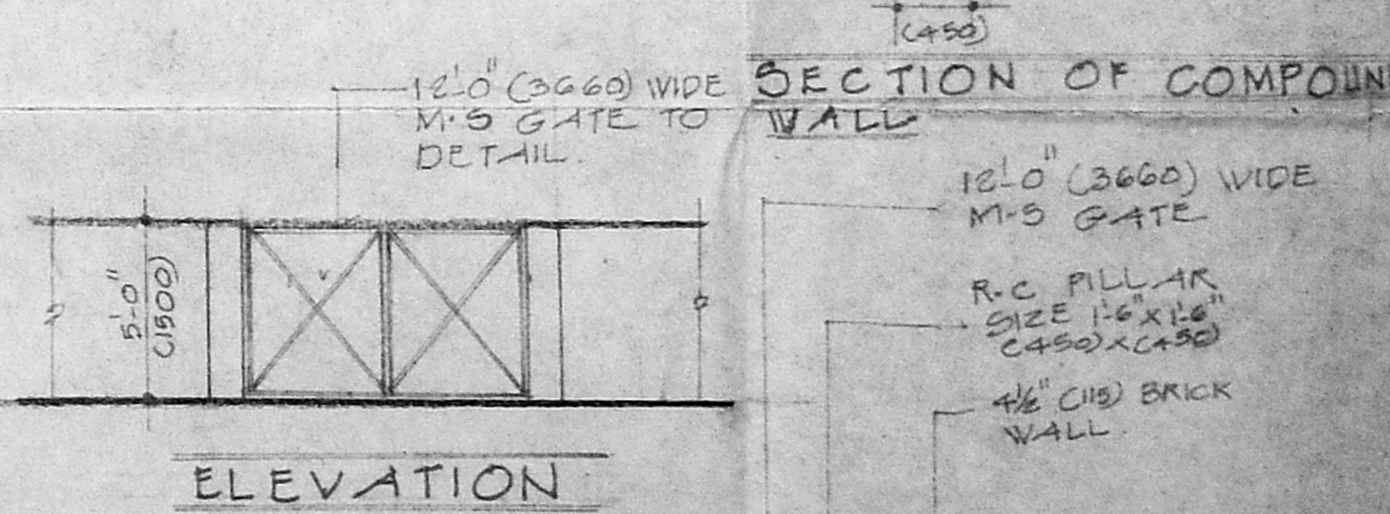 (450)
12'-0" (3660) WIDE
M.S GATE TO
DETAIL.
SECTION OF COMPOUN
WALL
12'-0" (3660) WIDE
M.S GATE
5'-0"
(1500)
R.C PILLAR
SIZE 1'-6" X 1'-6"
(450) X (450)
4½" (115) BRICK
WALL
ELEVATION